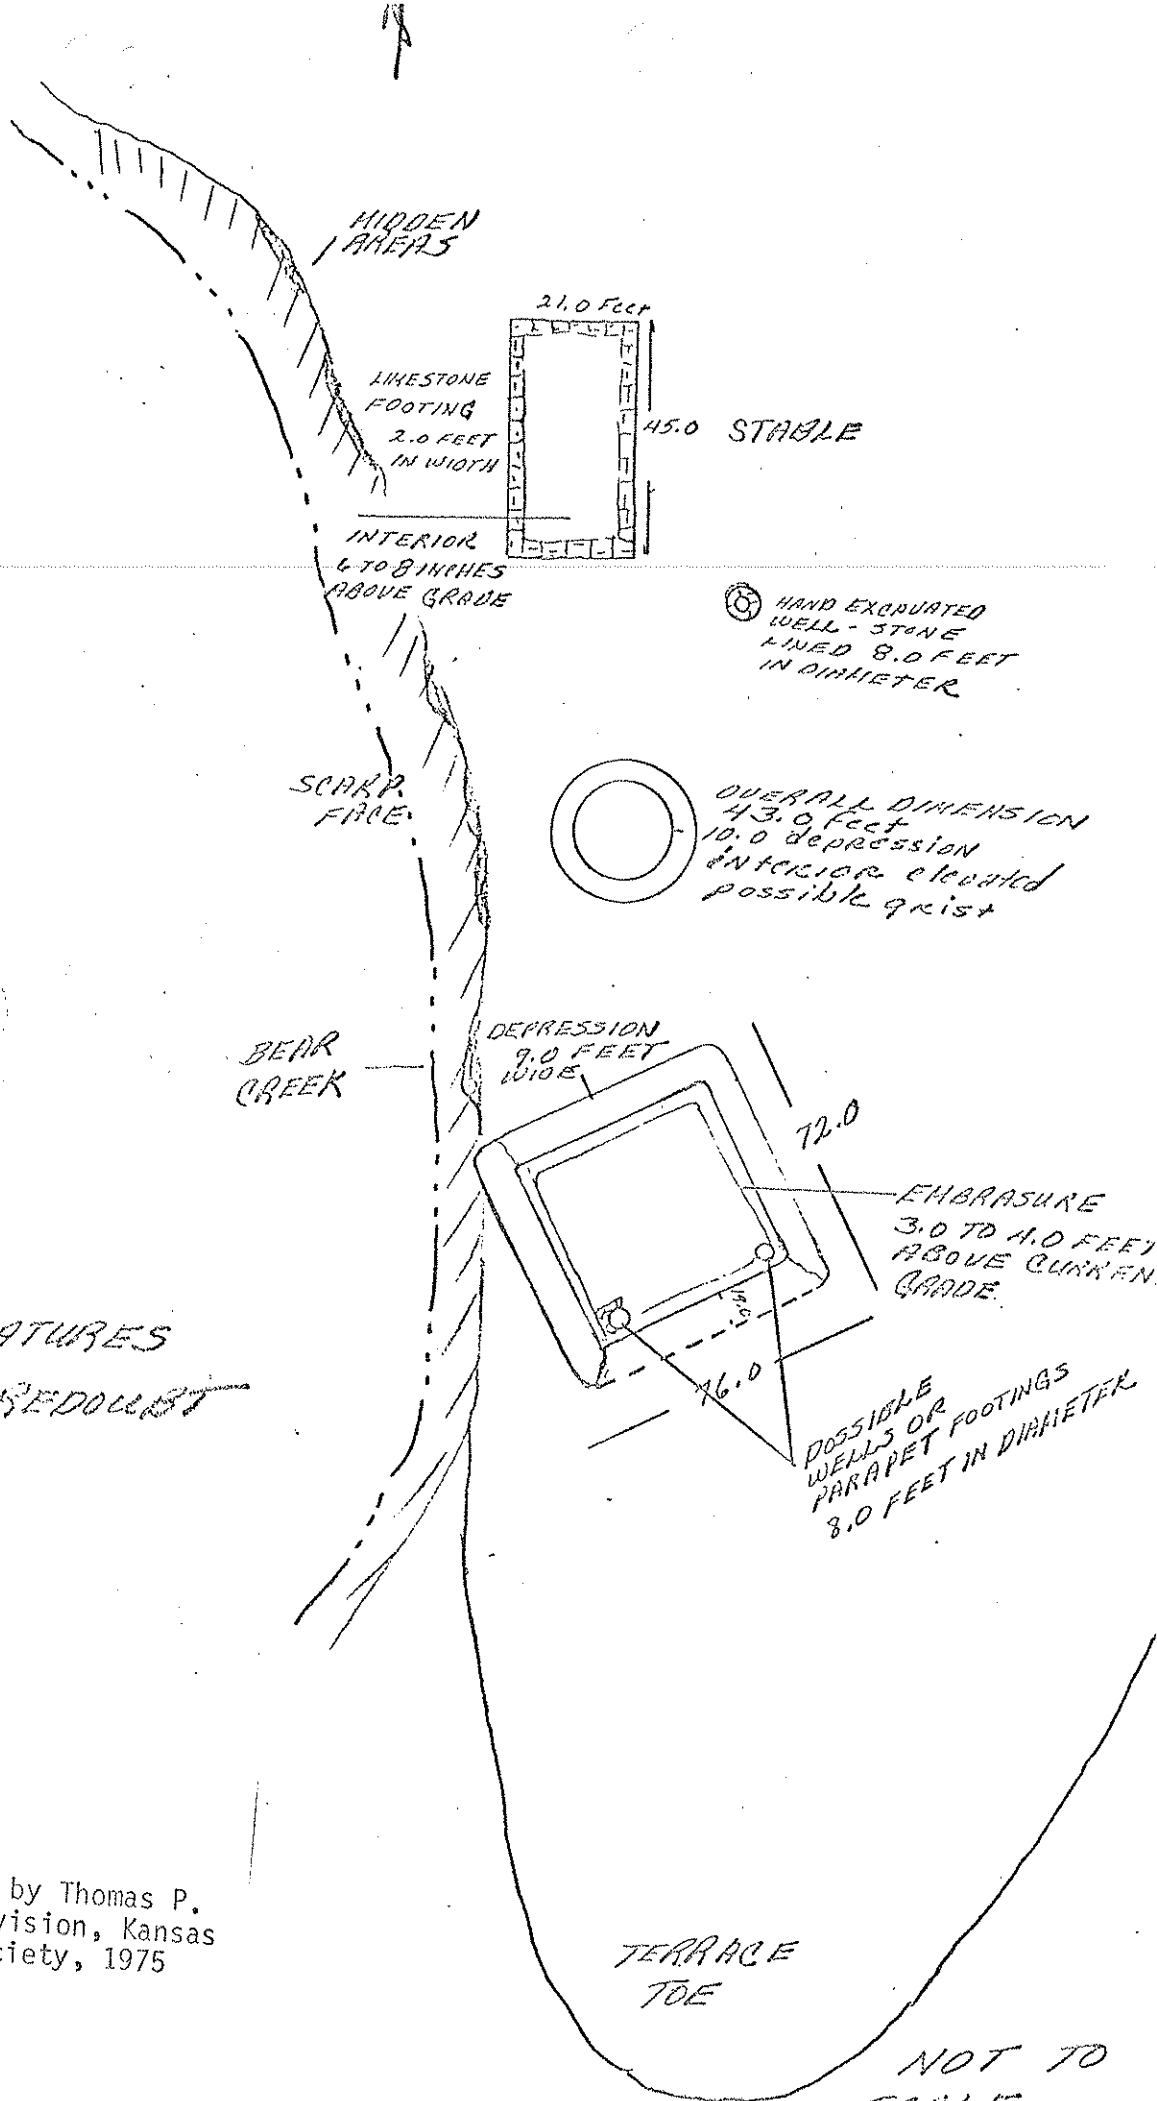 MIDDEN
AREAS
21.0 Feet
LIMESTONE
FOOTING
2.0 FEET
IN WIDTH
45.0
STABLE
INTERIOR
6 TO 8 INCHES
ABOVE GRADE
HAND EXCAVATED
WELL - STONE
LINED 8.0 FEET
IN DIAMETER
SCARP
FACE
OVERALL DIMENSION
43.0 feet
10.0 depression
interior elevated
possible grist
BEAR
CREEK
DEPRESSION
9.0 FEET
WIDE
72.0
EMBRASURE
3.0 TO 4.0 FEET
ABOVE CURREN
GRADE
76.0
ATURES
REDOUBT
POSSIBLE
WELLS OR
PARAPET FOOTINGS
8.0 FEET IN DIAMETER
by Thomas P.
vision, Kansas
ciety, 1975
TERRACE
TOE
NOT TO